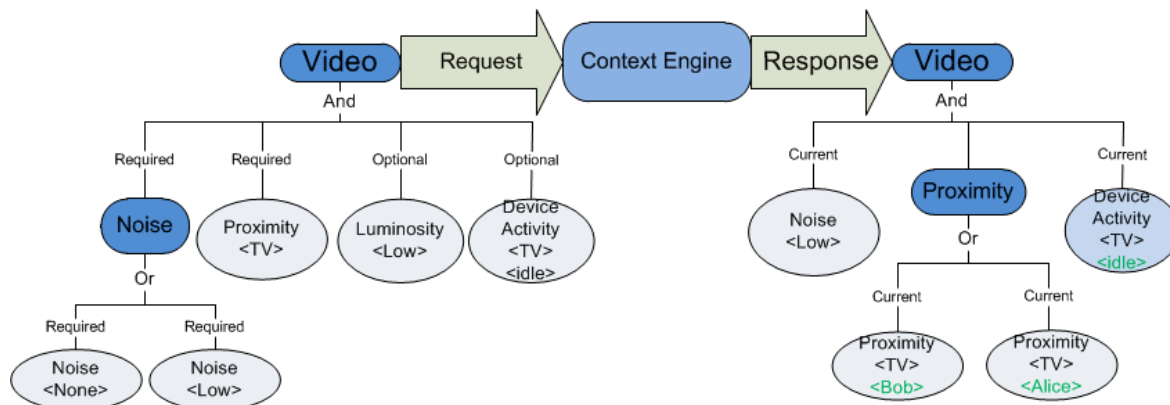 Video
Request
Context Engine
Response
Video
And
And
Required
Required
Optional
Optional
Current
Current
Noise
Proximity
<TV>
Luminosity
<Low>
Device
Activity
<TV>
<idle>
Noise
<Low>
Proximity
Device
Activity
<TV>
<idle>
Or
Or
Required
Required
Current
Current
Noise
<None>
Noise
<Low>
Proximity
<TV>
<Bob>
Proximity
<TV>
<Alice>